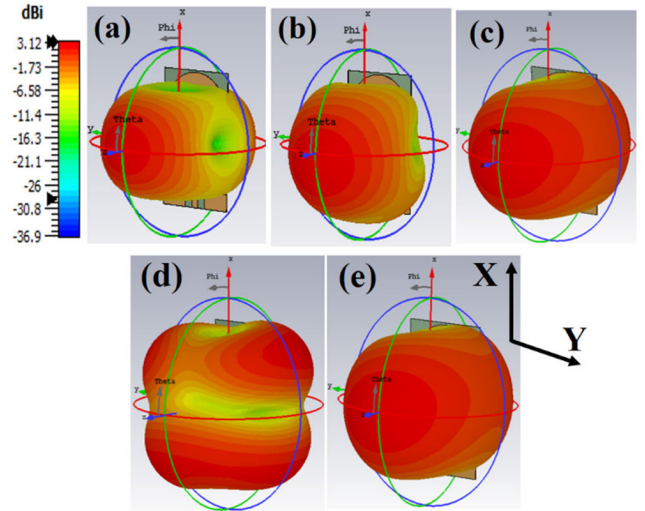 dBi
3.12
-1.73
-6.58
-11.4
-16.3
-21.1
-26
-30.8
-36.9
(a)
x
Phi
y
Theta
z
(b)
x
Phi
Theta
z
(c)
x
Phi
y
Theta
z
(d)
x
Phi
y
Theta
z
(e)
x
Phi
y
Theta
z
X
Y